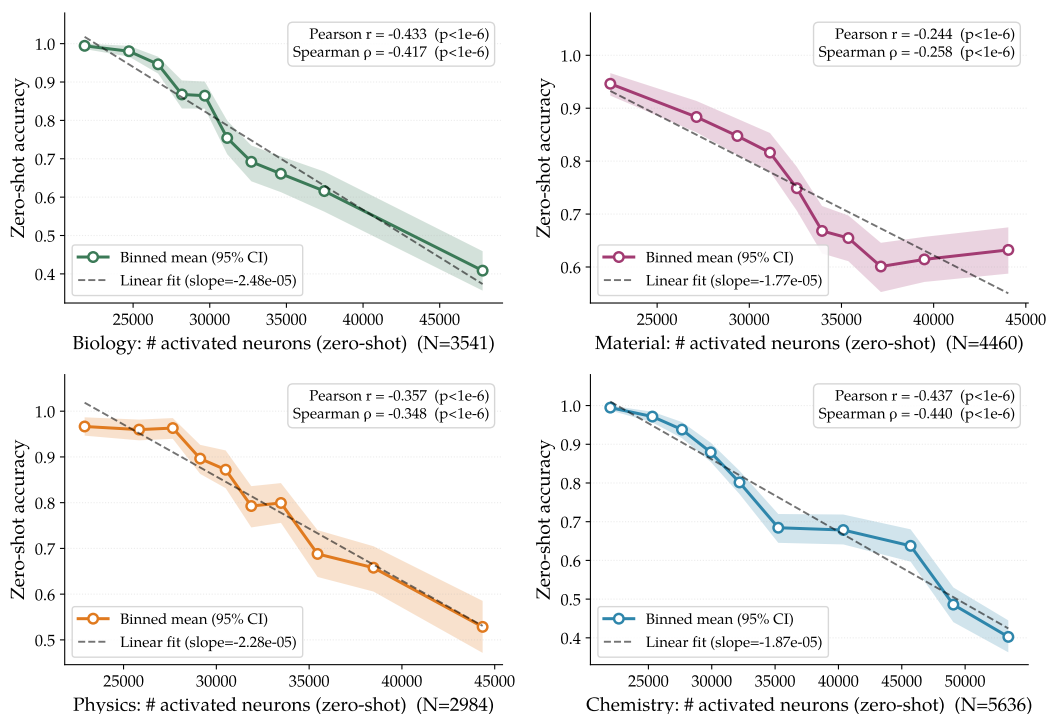 Pearson r = -0.433 (p<1e-6)
Spearman ρ = -0.417 (p<1e-6)
Zero-shot accuracy
1.0
0.9
0.8
0.7
0.6
0.5
0.4
Binned mean (95% CI)
Linear fit (slope=-2.48e-05)
25000 30000 35000 40000 45000
Biology: # activated neurons (zero-shot) (N=3541)
Pearson r = -0.244 (p<1e-6)
Spearman ρ = -0.258 (p<1e-6)
Zero-shot accuracy
1.0
0.9
0.8
0.7
0.6
Binned mean (95% CI)
Linear fit (slope=-1.77e-05)
25000 30000 35000 40000 45000
Material: # activated neurons (zero-shot) (N=4460)
Pearson r = -0.357 (p<1e-6)
Spearman ρ = -0.348 (p<1e-6)
Zero-shot accuracy
1.0
0.9
0.8
0.7
0.6
0.5
Binned mean (95% CI)
Linear fit (slope=-2.28e-05)
25000 30000 35000 40000 45000
Physics: # activated neurons (zero-shot) (N=2984)
Pearson r = -0.437 (p<1e-6)
Spearman ρ = -0.440 (p<1e-6)
Zero-shot accuracy
1.0
0.9
0.8
0.7
0.6
0.5
0.4
Binned mean (95% CI)
Linear fit (slope=-1.87e-05)
25000 30000 35000 40000 45000 50000
Chemistry: # activated neurons (zero-shot) (N=5636)